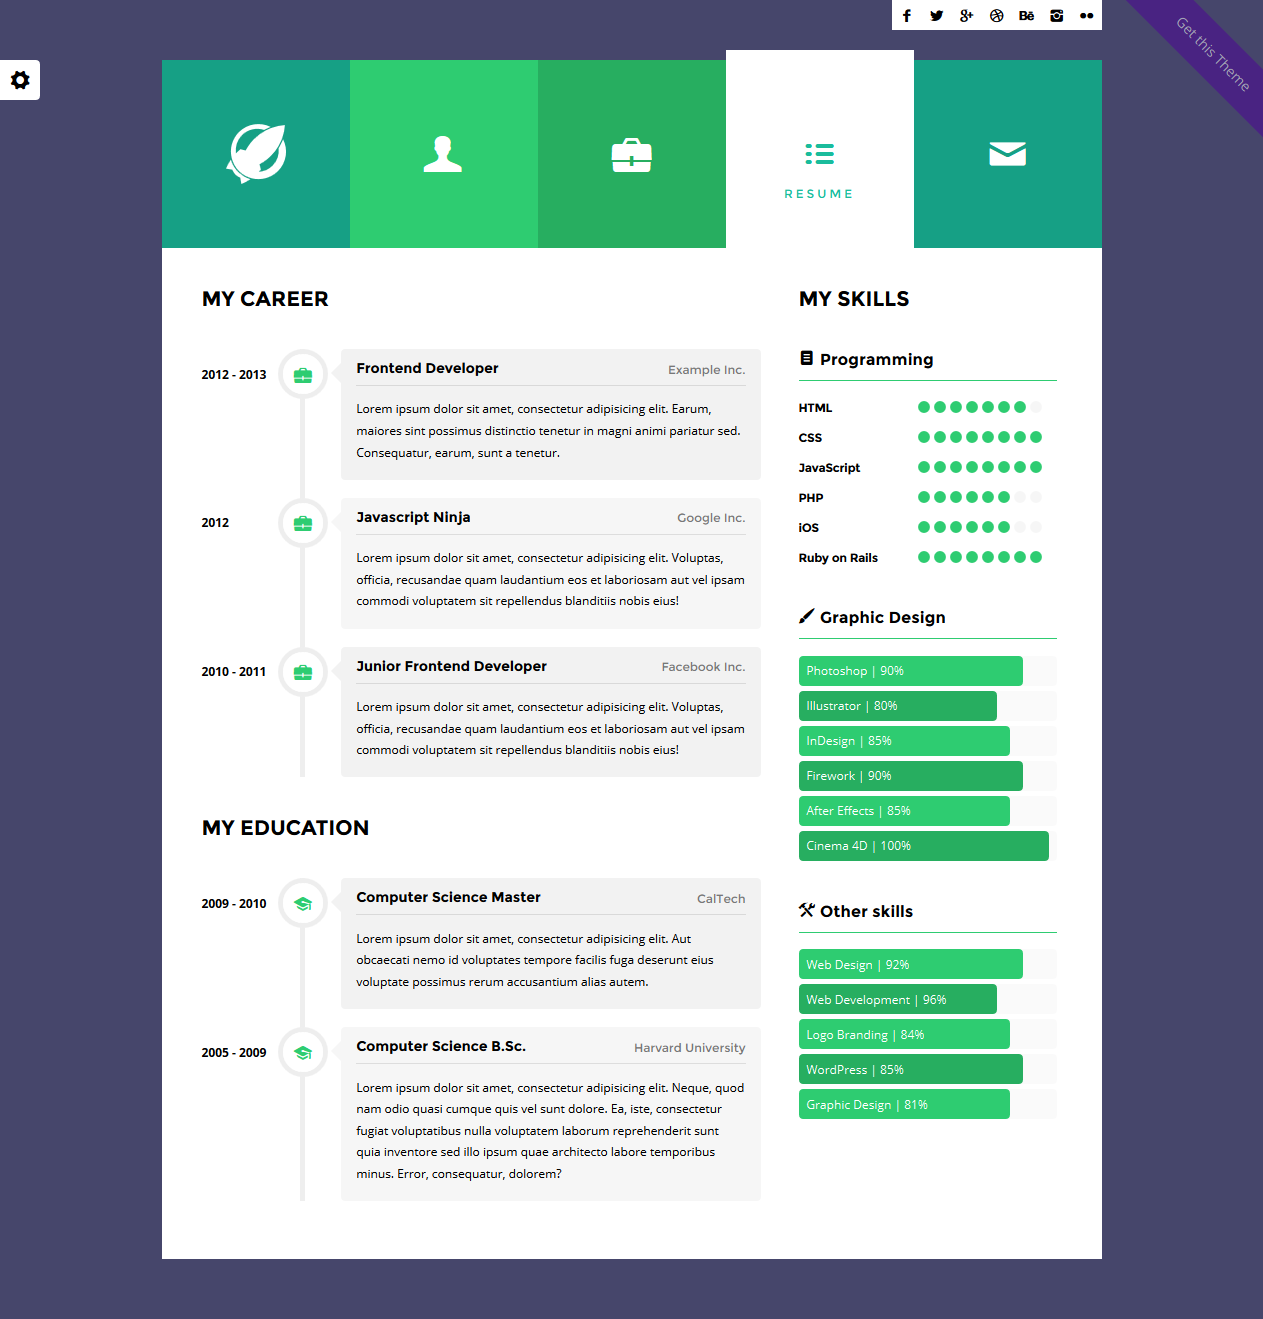 Get this Theme
RESUME
MY CAREER
2012 - 2013
Frontend Developer
Example Inc.
Lorem ipsum dolor sit amet, consectetur adipisicing elit. Earum,
maiores sint possimus distinctio tenetur in magni animi pariatur sed.
Consequatur, earum, sunt a tenetur.
2012
Javascript Ninja
Google Inc.
Lorem ipsum dolor sit amet, consectetur adipisicing elit. Voluptas,
officia, recusandae quam laudantium eos et laboriosam aut vel ipsam
commodi voluptatem sit repellendus blanditiis nobis eius!
2010 - 2011
Junior Frontend Developer
Facebook Inc.
Lorem ipsum dolor sit amet, consectetur adipisicing elit. Voluptas,
officia, recusandae quam laudantium eos et laboriosam aut vel ipsam
commodi voluptatem sit repellendus blanditiis nobis eius!
MY EDUCATION
2009 - 2010
Computer Science Master
CalTech
Lorem ipsum dolor sit amet, consectetur adipisicing elit. Aut
obcaecati nemo id voluptates tempore facilis fuga deserunt eius
voluptate possimus rerum accusantium alias autem.
2005 - 2009
Computer Science B.Sc.
Harvard University
Lorem ipsum dolor sit amet, consectetur adipisicing elit. Neque, quod
nam odio quasi cumque quis vel sunt dolore. Ea, iste, consectetur
fugiat voluptatibus nulla voluptatem laborum reprehenderit sunt
quia inventore sed illo ipsum quae architecto labore temporibus
minus. Error, consequatur, dolorem?
MY SKILLS
Programming
HTML
CSS
JavaScript
PHP
iOS
Ruby on Rails
Graphic Design
Photoshop | 90%
Illustrator | 80%
InDesign | 85%
Firework | 90%
After Effects | 85%
Cinema 4D | 100%
Other skills
Web Design | 92%
Web Development | 96%
Logo Branding | 84%
WordPress | 85%
Graphic Design | 81%